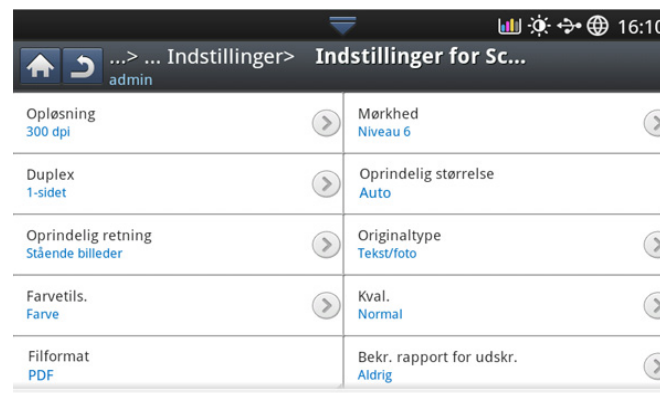 16:10
...> ... Indstillinger> Indstillinger for Sc...
admin
Opløsning
300 dpi
Mørkhed
Niveau 6
Duplex
1-sidet
Oprindelig størrelse
Auto
Oprindelig retning
Stående billeder
Originaltype
Tekst/foto
Farvetils.
Farve
Kval.
Normal
Filformat
PDF
Bekr. rapport for udskr.
Aldrig